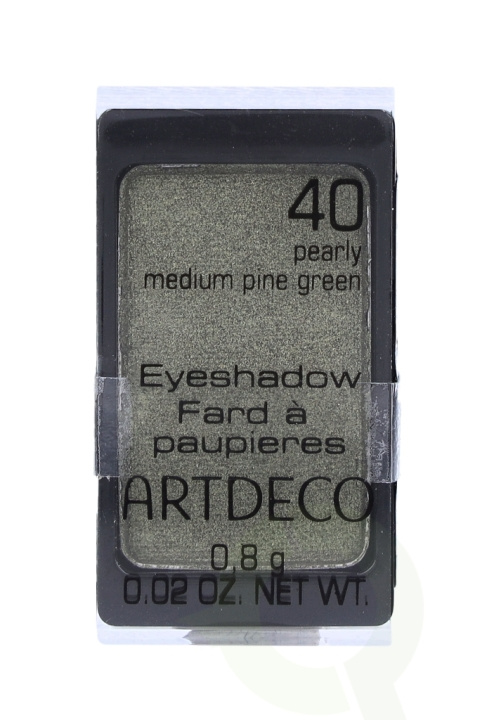 40
pearly
medium pine green
Eyeshadow
Fard à
paupieres
ARTDECO
0,8 g
0.02 OZ. NET WT.